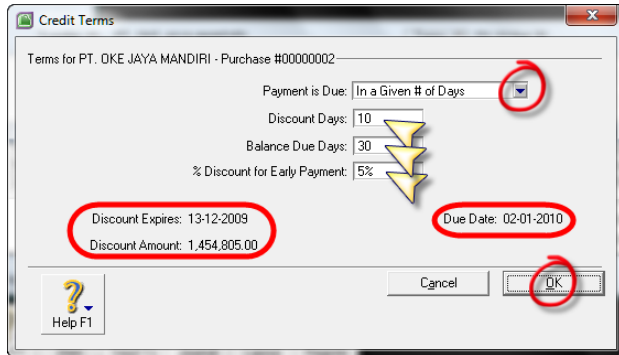 Credit Terms
Terms for PT. OKE JAYA MANDIRI - Purchase #00000002
Payment is Due: In a Given # of Days
Discount Days: 10
Balance Due Days: 30
% Discount for Early Payment: 5%
Discount Expires: 13-12-2009
Due Date: 02-01-2010
Discount Amount: 1,454,805.00
Cancel
OK
Help F1